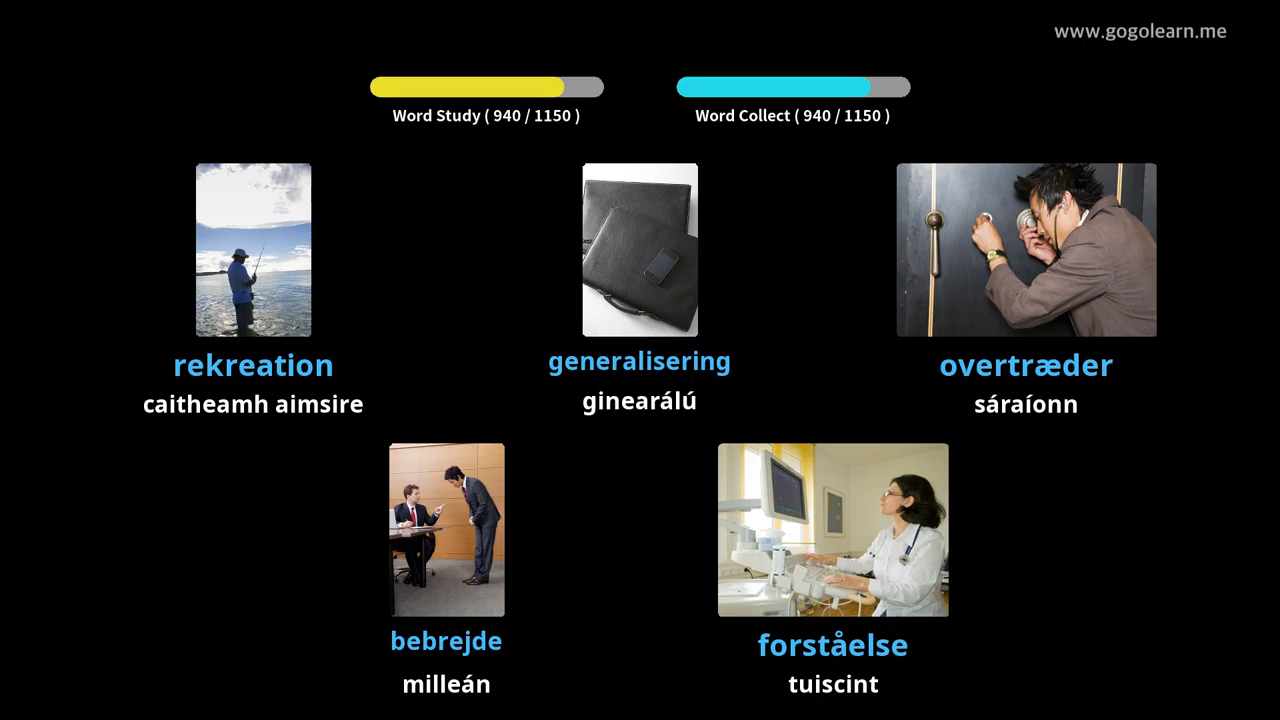 www.gogolearn.me
Word Study ( 940 / 1150 )
Word Collect ( 940 / 1150 )
rekreation
caitheamh aimsire
generalisering
ginearálú
overtræder
sáraíonn
bebrejde
milleán
forståelse
tuiscint